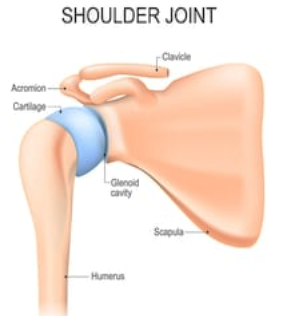 SHOULDER JOINT
Clavicle
Acromion
Cartilage
Glenoid
cavity
Scapula
Humerus